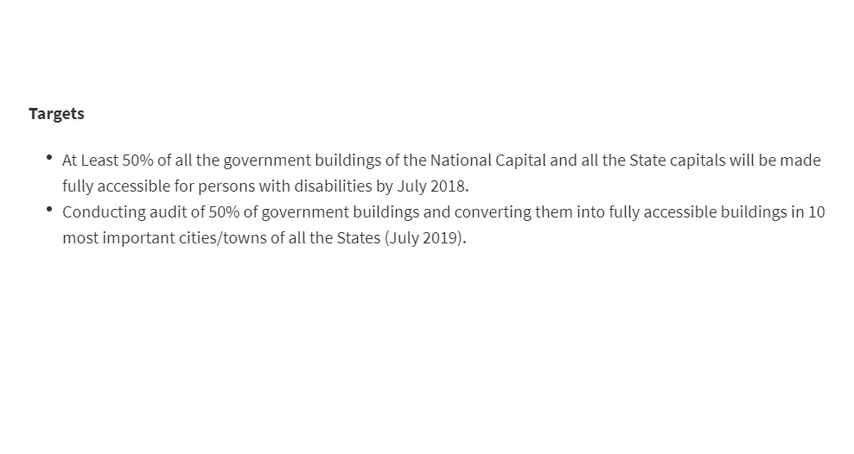 Targets
• At Least 50% of all the government buildings of the National Capital and all the State capitals will be made
fully accessible for persons with disabilities by July 2018.
• Conducting audit of 50% of government buildings and converting them into fully accessible buildings in 10
most important cities/towns of all the States (July 2019).